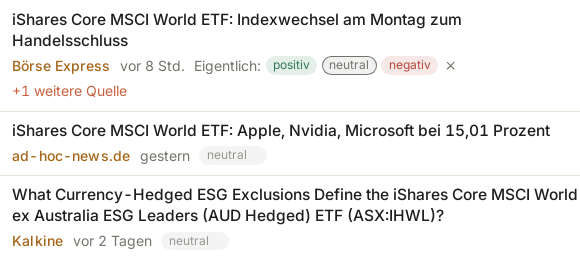 iShares Core MSCI World ETF: Indexwechsel am Montag zum
Handelsschluss
Börse Express vor 8 Std. Eigentlich: positiv neutral negativ ×
+1 weitere Quelle
iShares Core MSCI World ETF: Apple, Nvidia, Microsoft bei 15,01 Prozent
ad-hoc-news.de gestern neutral
What Currency-Hedged ESG Exclusions Define the iShares Core MSCI World
ex Australia ESG Leaders (AUD Hedged) ETF (ASX:IHWL)?
Kalkine vor 2 Tagen neutral